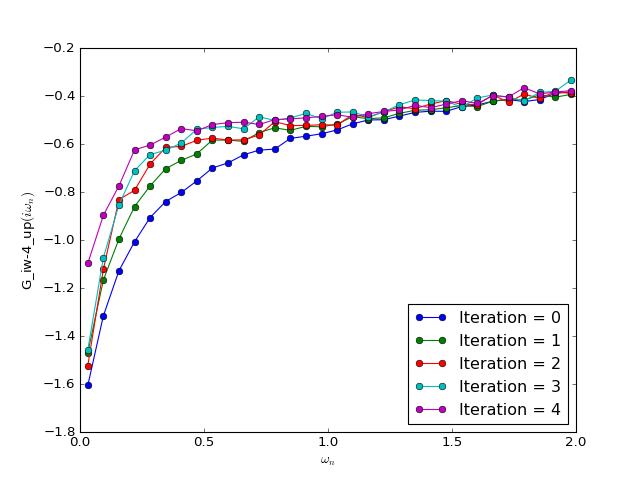 −0.2
−0.4
−0.6
−0.8
−1.0
−1.2
−1.4
−1.6
−1.8
G_iw-4_up(iωₙ)
0.0
0.5
1.0
1.5
2.0
ωₙ
Iteration = 0
Iteration = 1
Iteration = 2
Iteration = 3
Iteration = 4